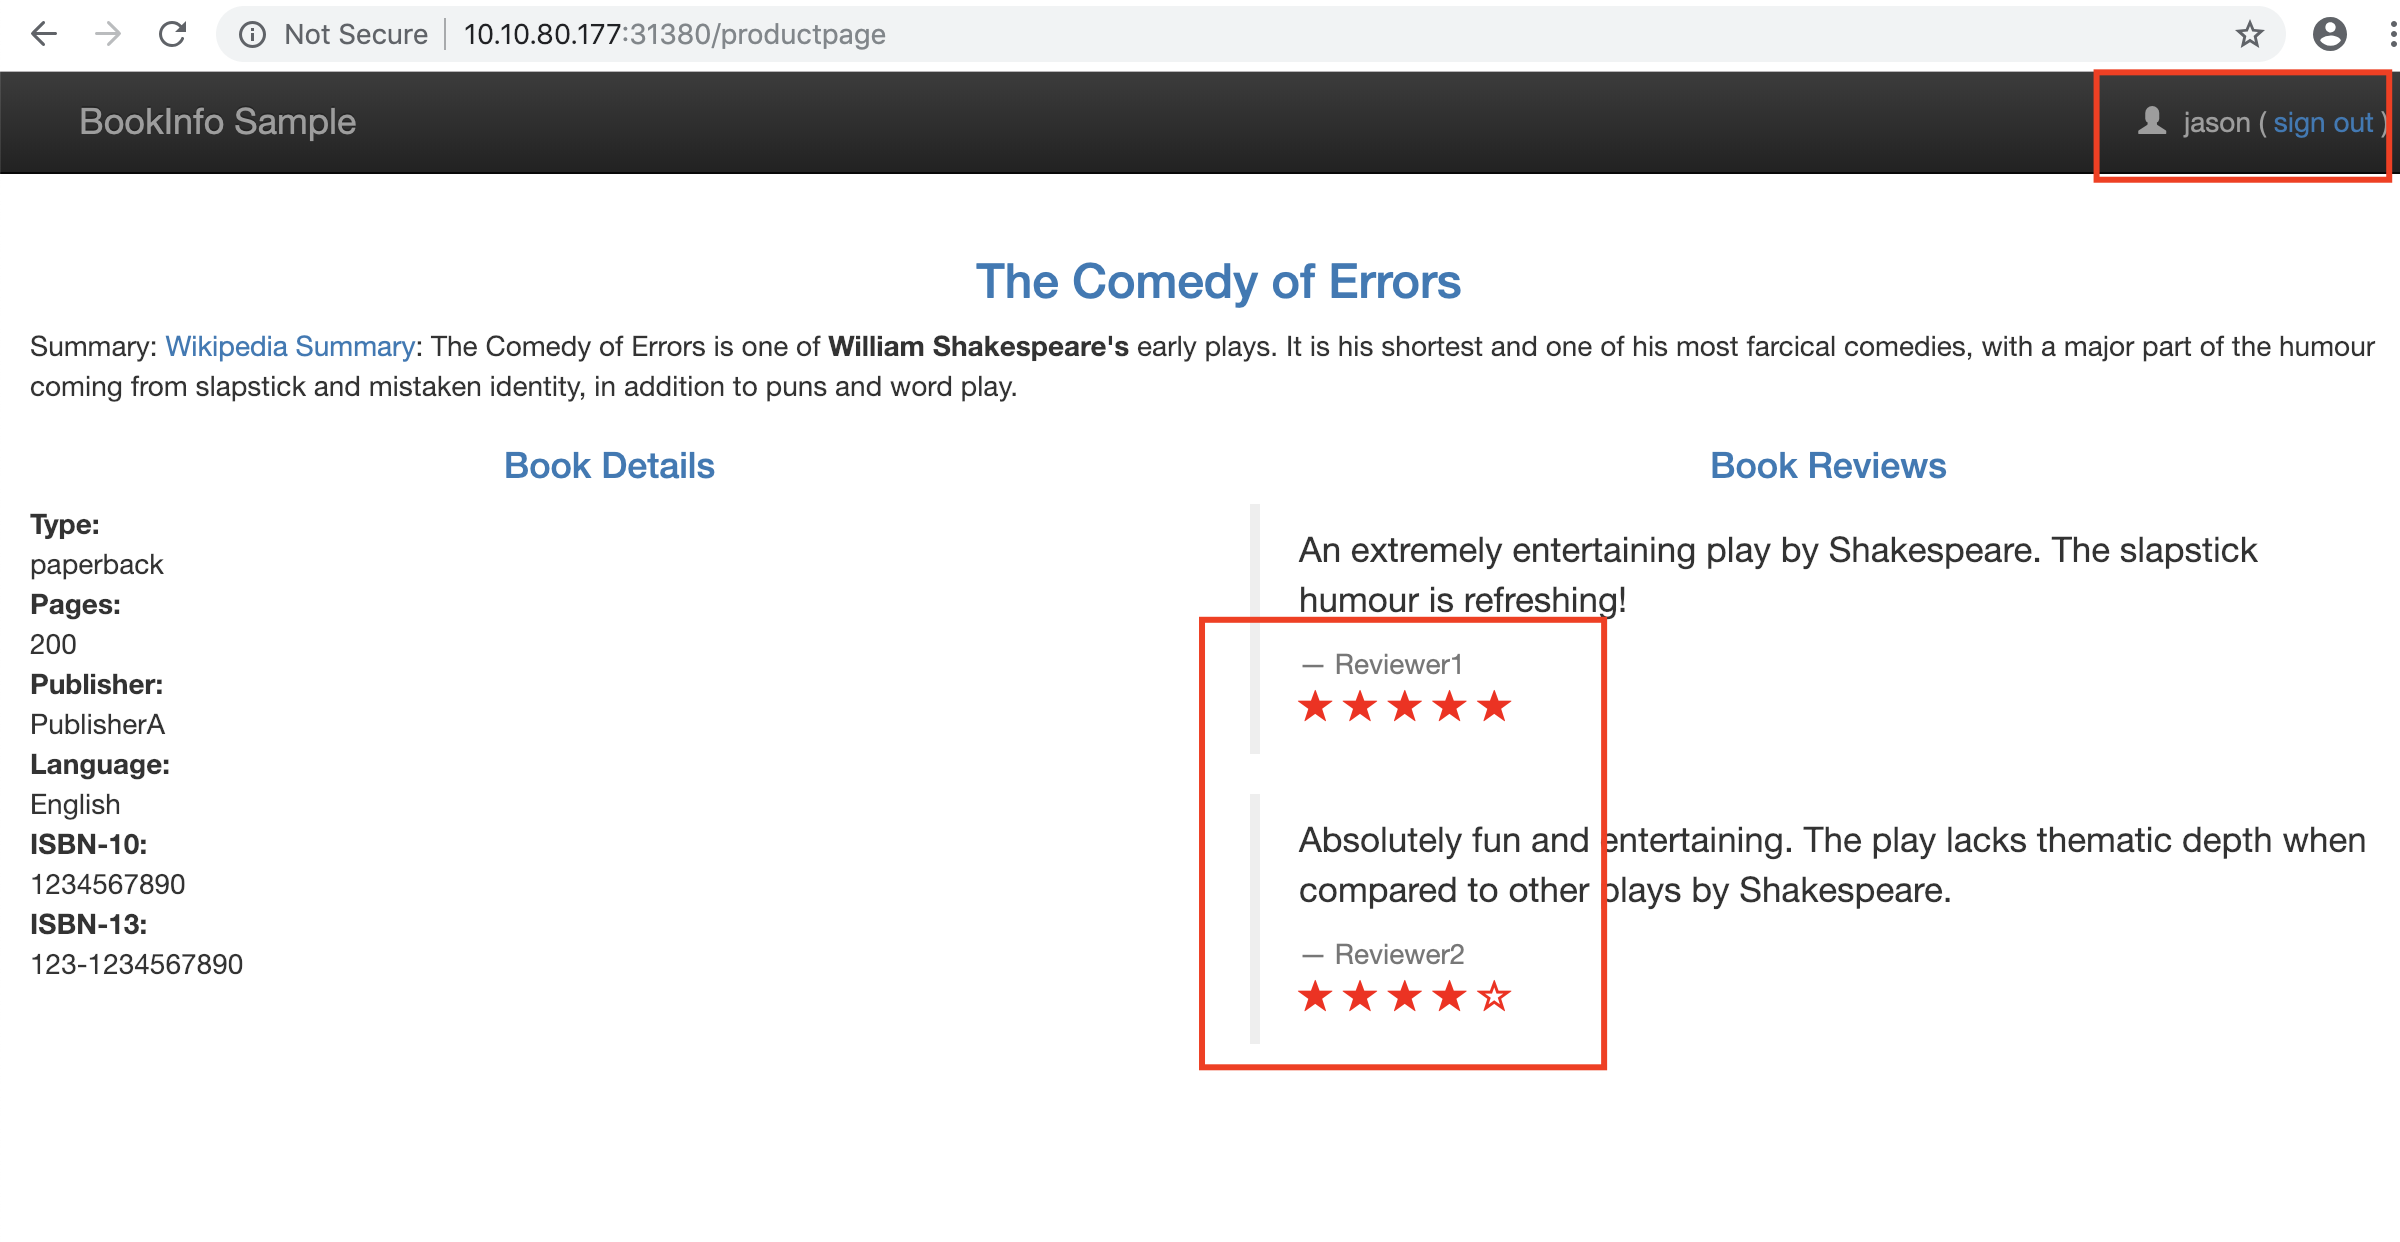 Not Secure 10.10.80.177:31380/productpage
BookInfo Sample
jason ( sign out )
The Comedy of Errors
Summary: Wikipedia Summary: The Comedy of Errors is one of William Shakespeare's early plays. It is his shortest and one of his most farcical comedies, with a major part of the humour
coming from slapstick and mistaken identity, in addition to puns and word play.
Book Details
Type:
paperback
Pages:
200
Publisher:
PublisherA
Language:
English
ISBN-10:
1234567890
ISBN-13:
123-1234567890
Book Reviews
An extremely entertaining play by Shakespeare. The slapstick
humour is refreshing!
— Reviewer1
Absolutely fun and entertaining. The play lacks thematic depth when
compared to other plays by Shakespeare.
— Reviewer2